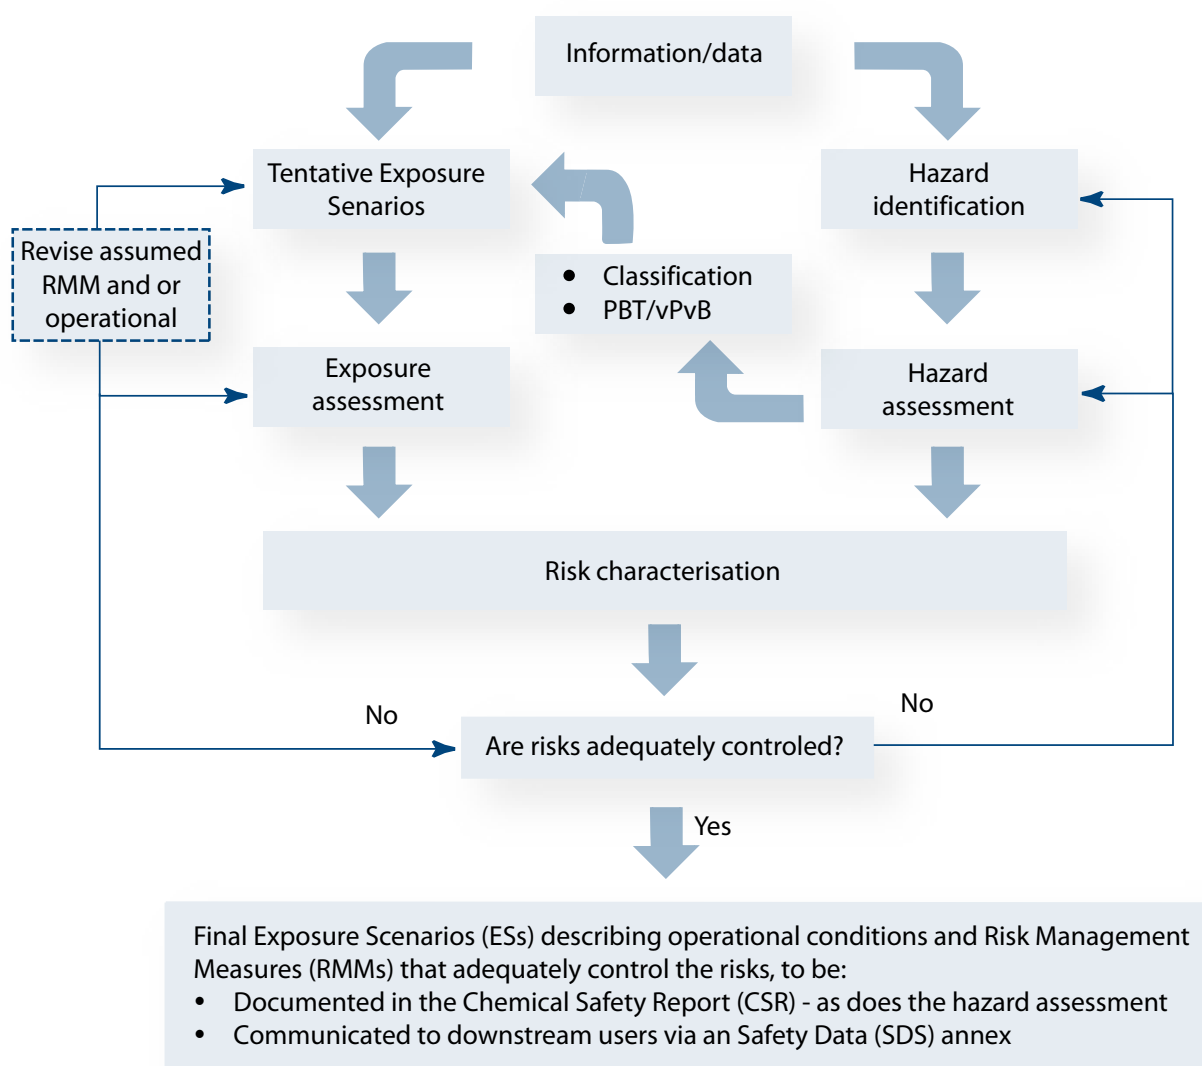 Information/data
Tentative Exposure
Senarios
Hazard
identification
Revise assumed
RMM and or
operational
• Classification
• PBT/vPvB
Exposure
assessment
Hazard
assessment
Risk characterisation
No
No
Are risks adequately controled?
Yes
Final Exposure Scenarios (ESs) describing operational conditions and Risk Management
Measures (RMMs) that adequately control the risks, to be:
• Documented in the Chemical Safety Report (CSR) - as does the hazard assessment
• Communicated to downstream users via an Safety Data (SDS) annex